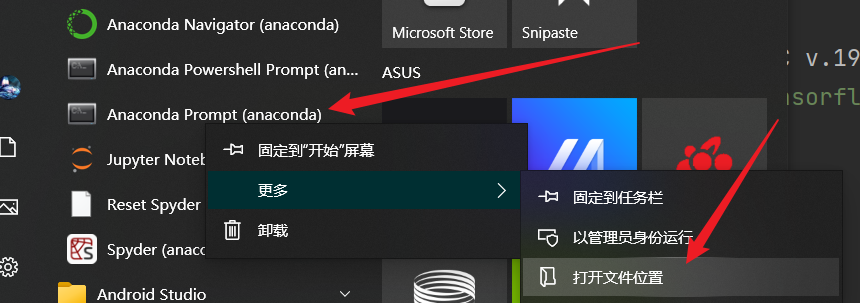 Anaconda Navigator (anaconda)
Anaconda Powershell Prompt (an...
Anaconda Prompt (anaconda)
Jupyter Noteb
Reset Spyder
Spyder (anaco
Android Studio
Microsoft Store
Snipaste
ASUS
C v.19
nsorfl
固定到"开始"屏幕
更多
卸载
固定到任务栏
以管理员身份运行
打开文件位置